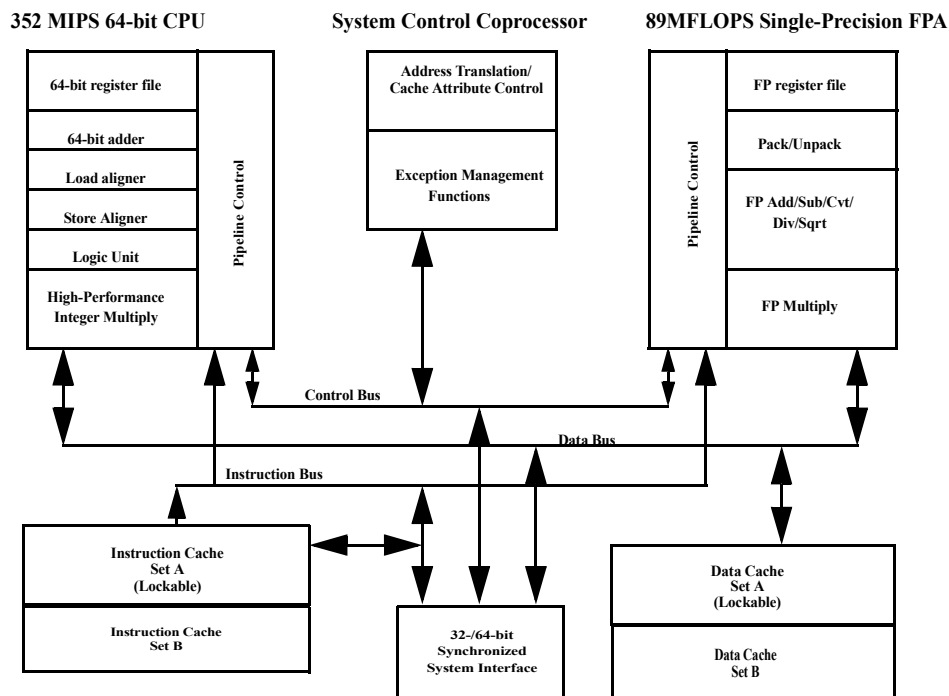 352 MIPS 64-bit CPU
System Control Coprocessor
89MFLOPS Single-Precision FPA
64-bit register file
64-bit adder
Load aligner
Store Aligner
Logic Unit
High-Performance
Integer Multiply
Pipeline Control
Address Translation/
Cache Attribute Control
Exception Management
Functions
Pipeline Control
FP register file
Pack/Unpack
FP Add/Sub/Cvt/
Div/Sqrt
FP Multiply
Control Bus
Data Bus
Instruction Bus
Instruction Cache
Set A
(Lockable)
Instruction Cache
Set B
32-/64-bit
Synchronized
System Interface
Data Cache
Set A
(Lockable)
Data Cache
Set B